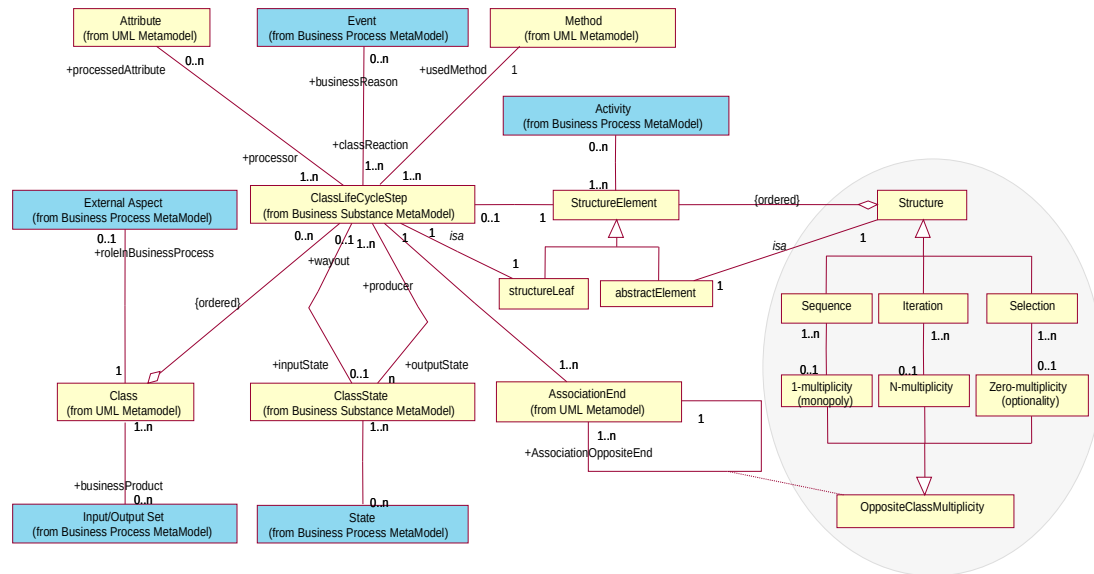 Attribute
(from UML Metamodel)
Event
(from Business Process MetaModel)
Method
(from UML Metamodel)
0..n
+processedAttribute
0..n
+businessReason
+usedMethod
1
Activity
(from Business Process MetaModel)
0..n
+classReaction
+processor
1..n
1..n
1..n
1..n
External Aspect
(from Business Process MetaModel)
ClassLifeCycleStep
(from Business Substance MetaModel)
0..1
1
StructureElement
{ordered}
Structure
0..1
+roleInBusinessProcess
0..n
0..1
1..n
1
1
isa
isa
1
+wayout
+producer
1
structureLeaf
abstractElement
1
{ordered}
Sequence
Iteration
Selection
1..n
1..n
1..n
+inputState
+outputState
1
0..1
n
1..n
0..1
0..1
0..1
Class
(from UML Metamodel)
ClassState
(from Business Substance MetaModel)
AssociationEnd
(from UML Metamodel)
1
1-multiplicity
(monopoly)
N-multiplicity
Zero-multiplicity
(optionality)
1..n
1..n
1..n
+AssociationOppositeEnd
+businessProduct
0..n
0..n
Input/Output Set
(from Business Process MetaModel)
State
(from Business Process MetaModel)
OppositeClassMultiplicity